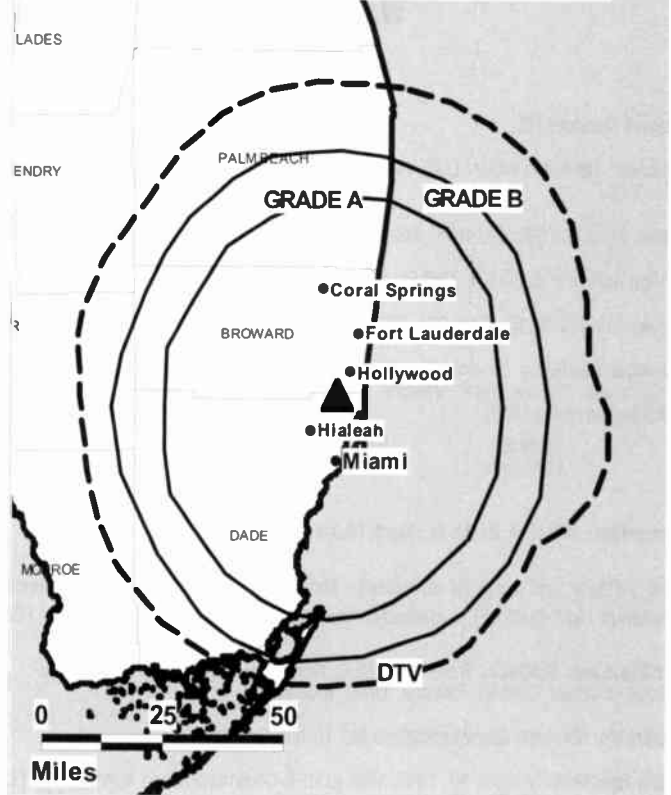 LADES
ENDRY
PALM BEACH
GRADE A
GRADE B
Coral Springs
R
BROWARD
Fort Lauderdale
Hollywood
Hialeah
Miami
DADE
MONROE
DTV
0 25 50
Miles